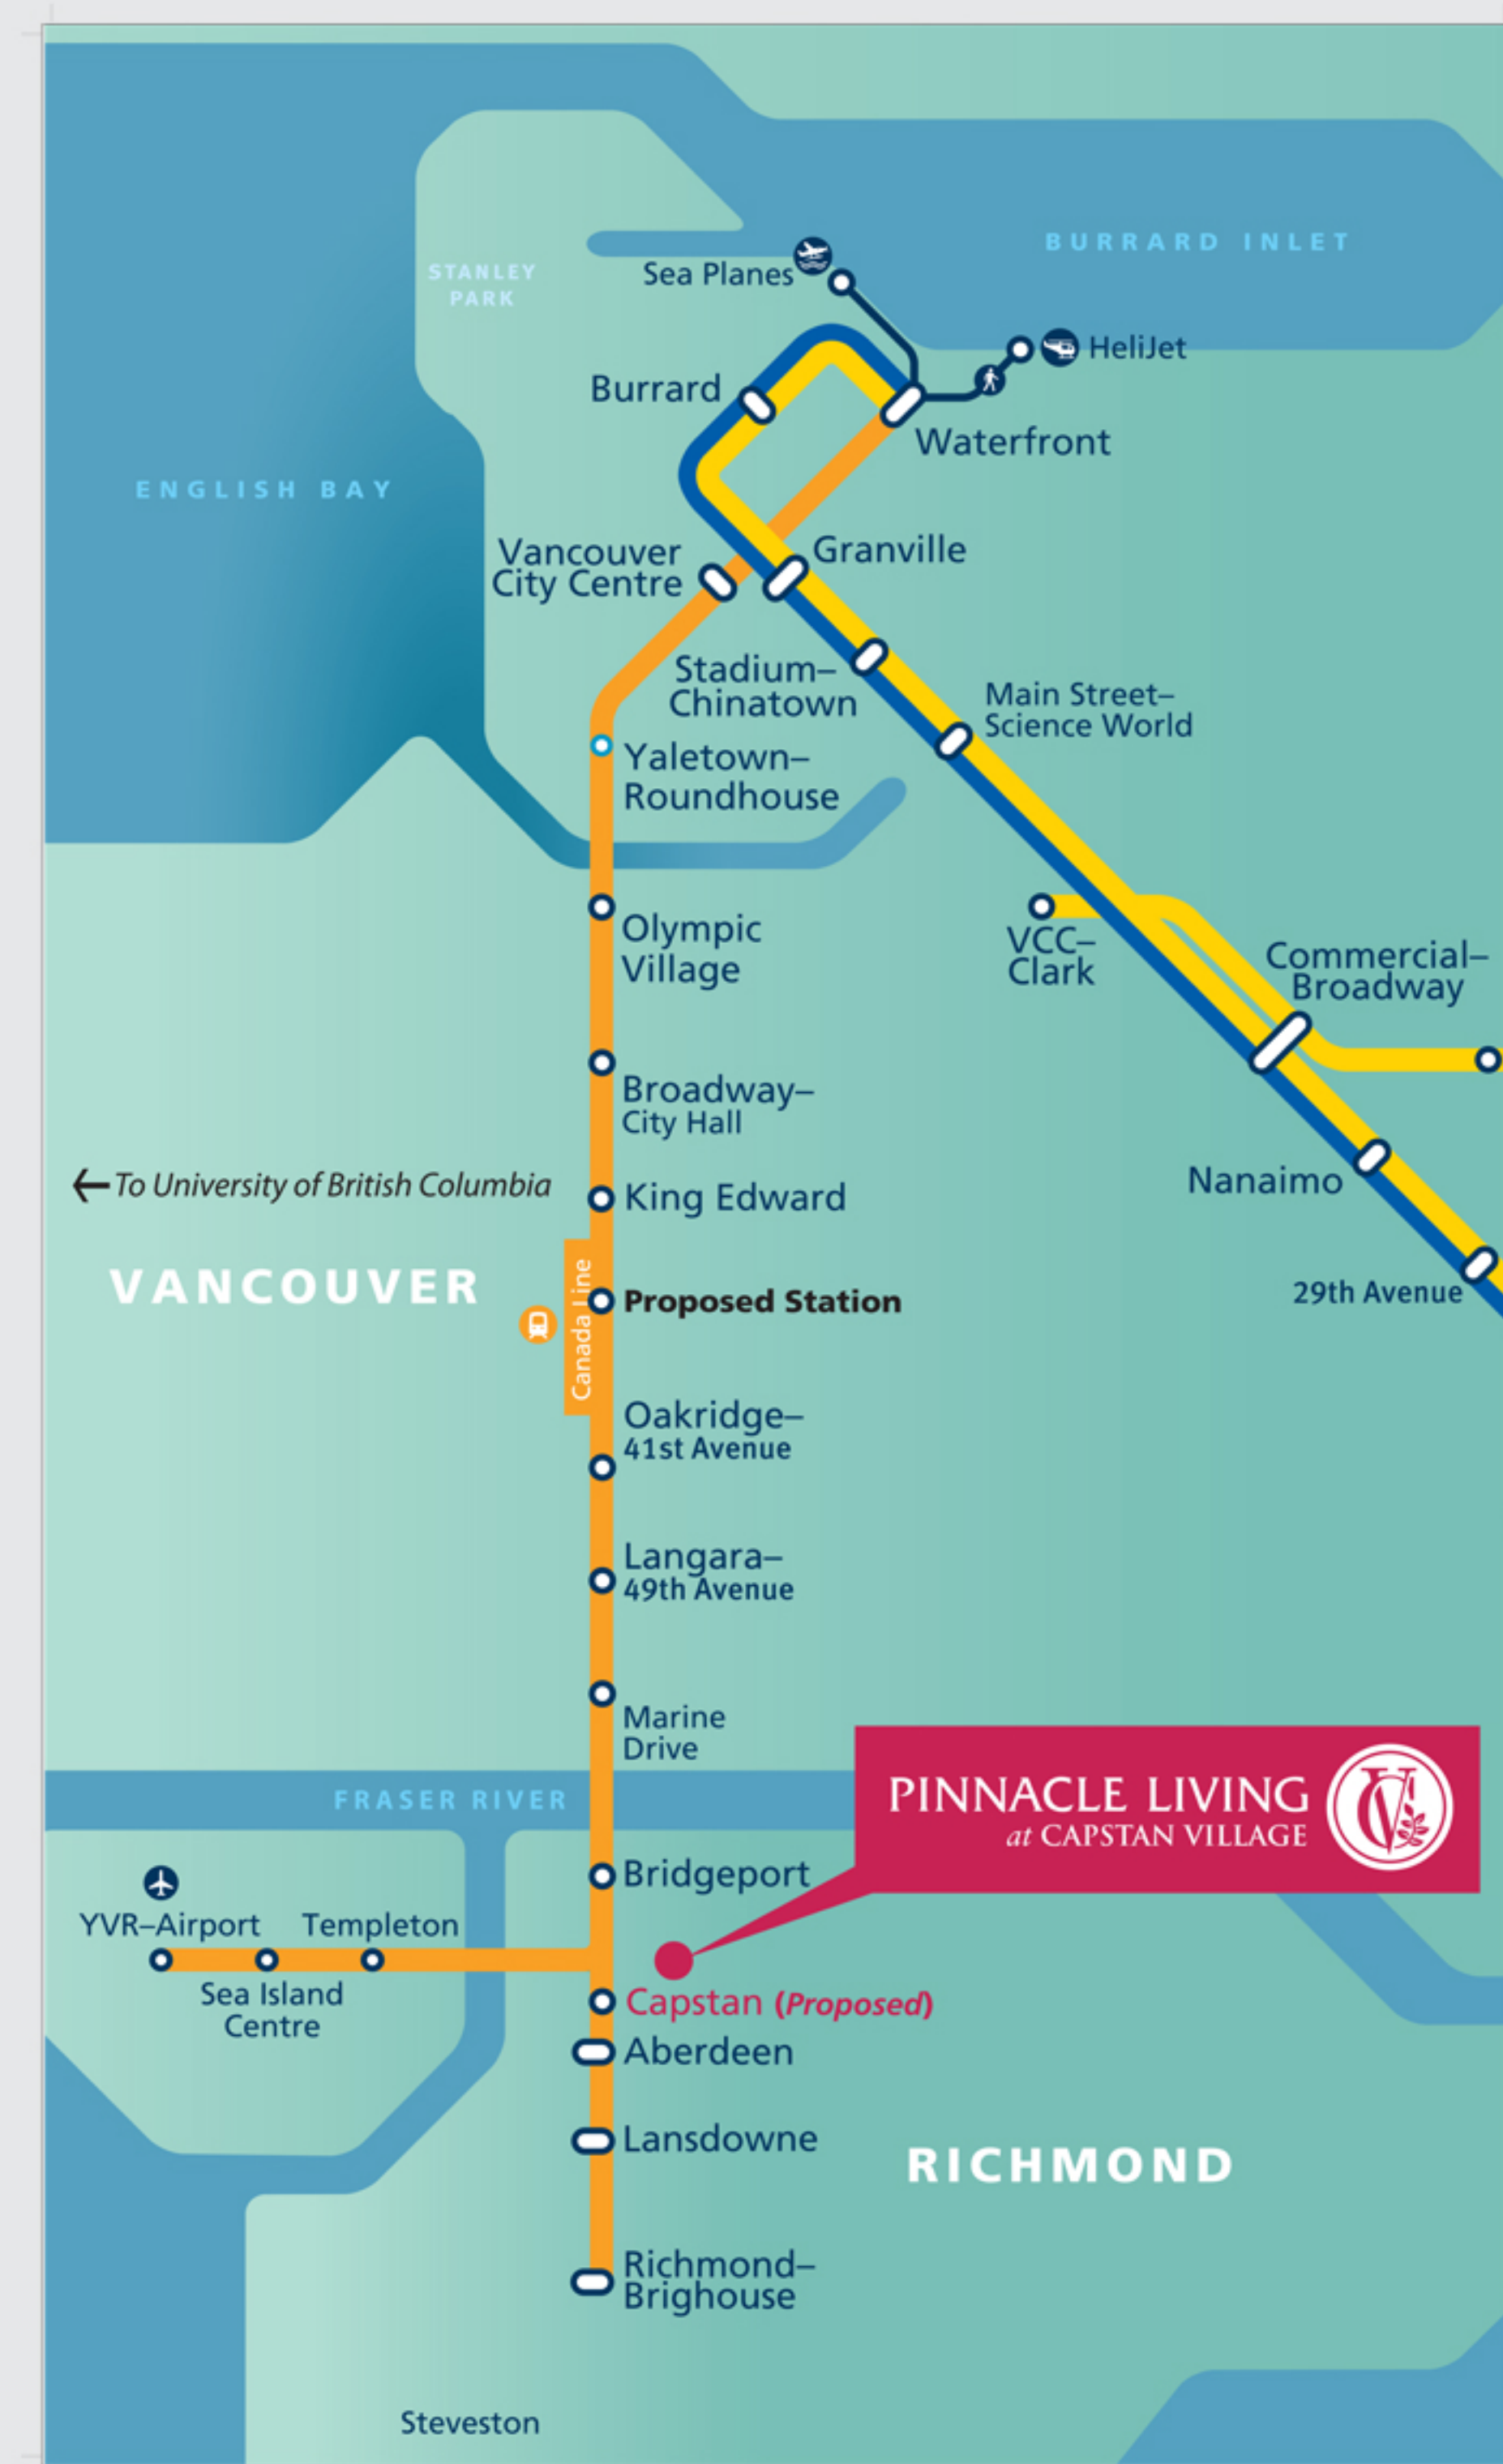 BURRARD INLET
STANLEY
PARK
Sea Planes
HeliJet
Burrard
Waterfront
ENGLISH BAY
Vancouver
City Centre
Granville
Stadium–
Chinatown
Main Street–
Science World
Yaletown–
Roundhouse
Olympic
Village
VCC–
Clark
Commercial–
Broadway
Broadway–
City Hall
←To University of British Columbia
King Edward
Nanaimo
VANCOUVER
Canada Line
Proposed Station
29th Avenue
Oakridge–
41st Avenue
Langara–
49th Avenue
Marine
Drive
FRASER RIVER
PINNACLE LIVING
at CAPSTAN VILLAGE
Bridgeport
YVR–Airport
Templeton
Sea Island
Centre
Capstan (Proposed)
Aberdeen
Lansdowne
RICHMOND
Richmond–
Brighouse
Steveston